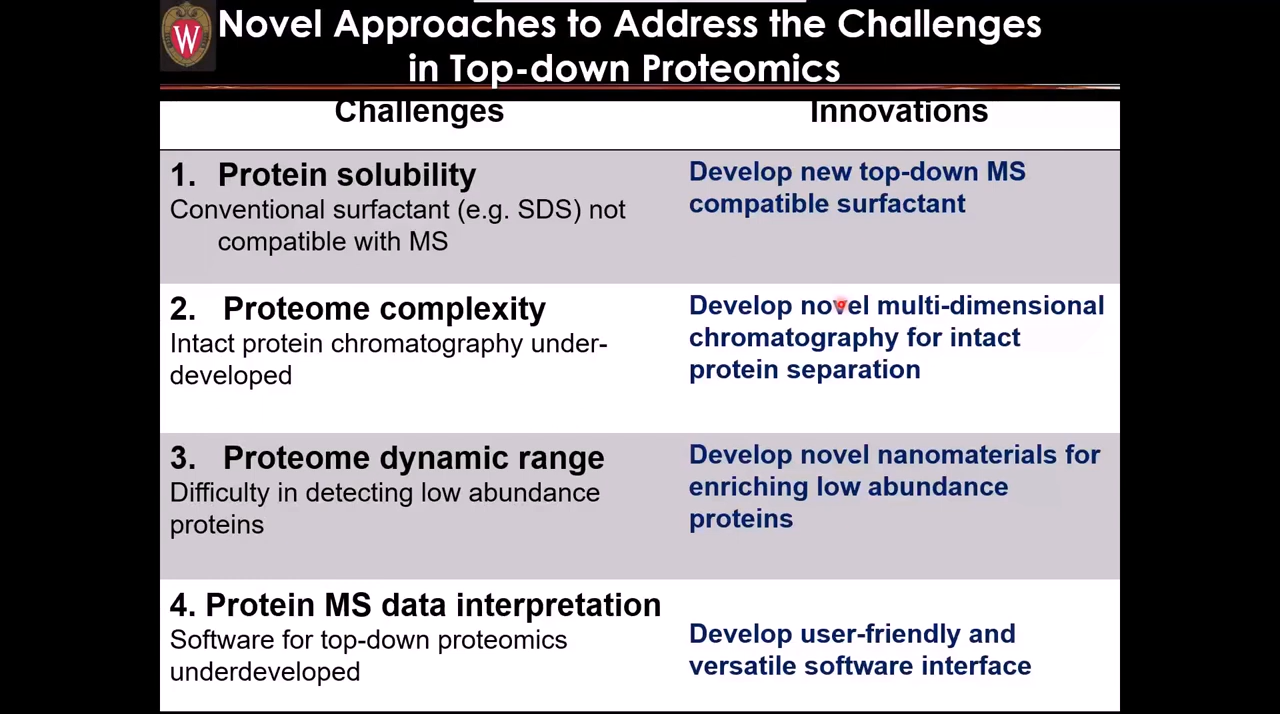 W
Novel Approaches to Address the Challenges
in Top-down Proteomics
Challenges
Innovations
1. Protein solubility
Conventional surfactant (e.g. SDS) not
compatible with MS
Develop new top-down MS
compatible surfactant
2. Proteome complexity
Intact protein chromatography under-
developed
Develop novel multi-dimensional
chromatography for intact
protein separation
3. Proteome dynamic range
Difficulty in detecting low abundance
proteins
Develop novel nanomaterials for
enriching low abundance
proteins
4. Protein MS data interpretation
Software for top-down proteomics
underdeveloped
Develop user-friendly and
versatile software interface